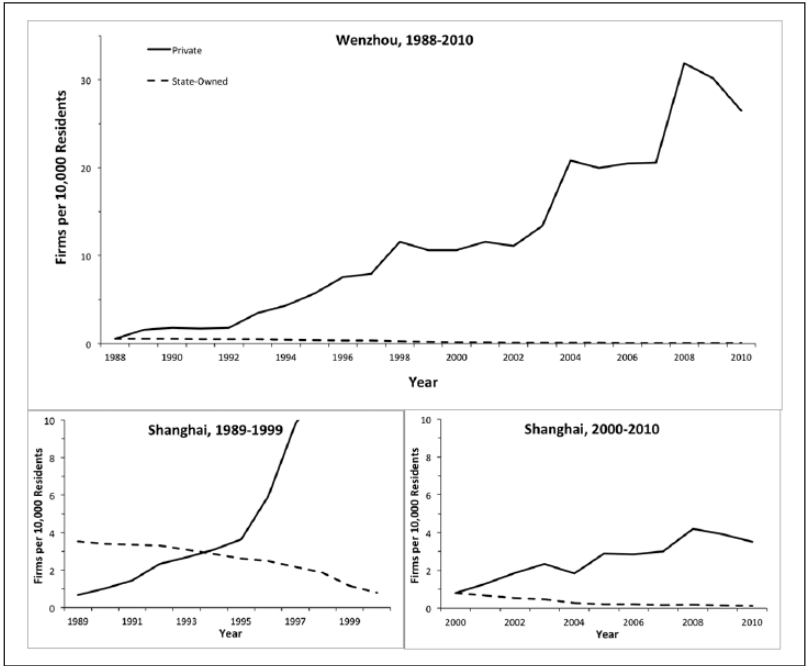 Wenzhou, 1988-2010
Private
State-Owned
Firms per 10,000 Residents
30
20
10
0
1988 1990 1992 1994 1996 1998 2000 2002 2004 2006 2008 2010
Year
Shanghai, 1989-1999
Firms per 10,000 Residents
10
8
6
4
2
0
1989 1991 1993 1995 1997 1999
Year
Shanghai, 2000-2010
Firms per 10,000 Residents
10
8
6
4
2
0
2000 2002 2004 2006 2008 2010
Year